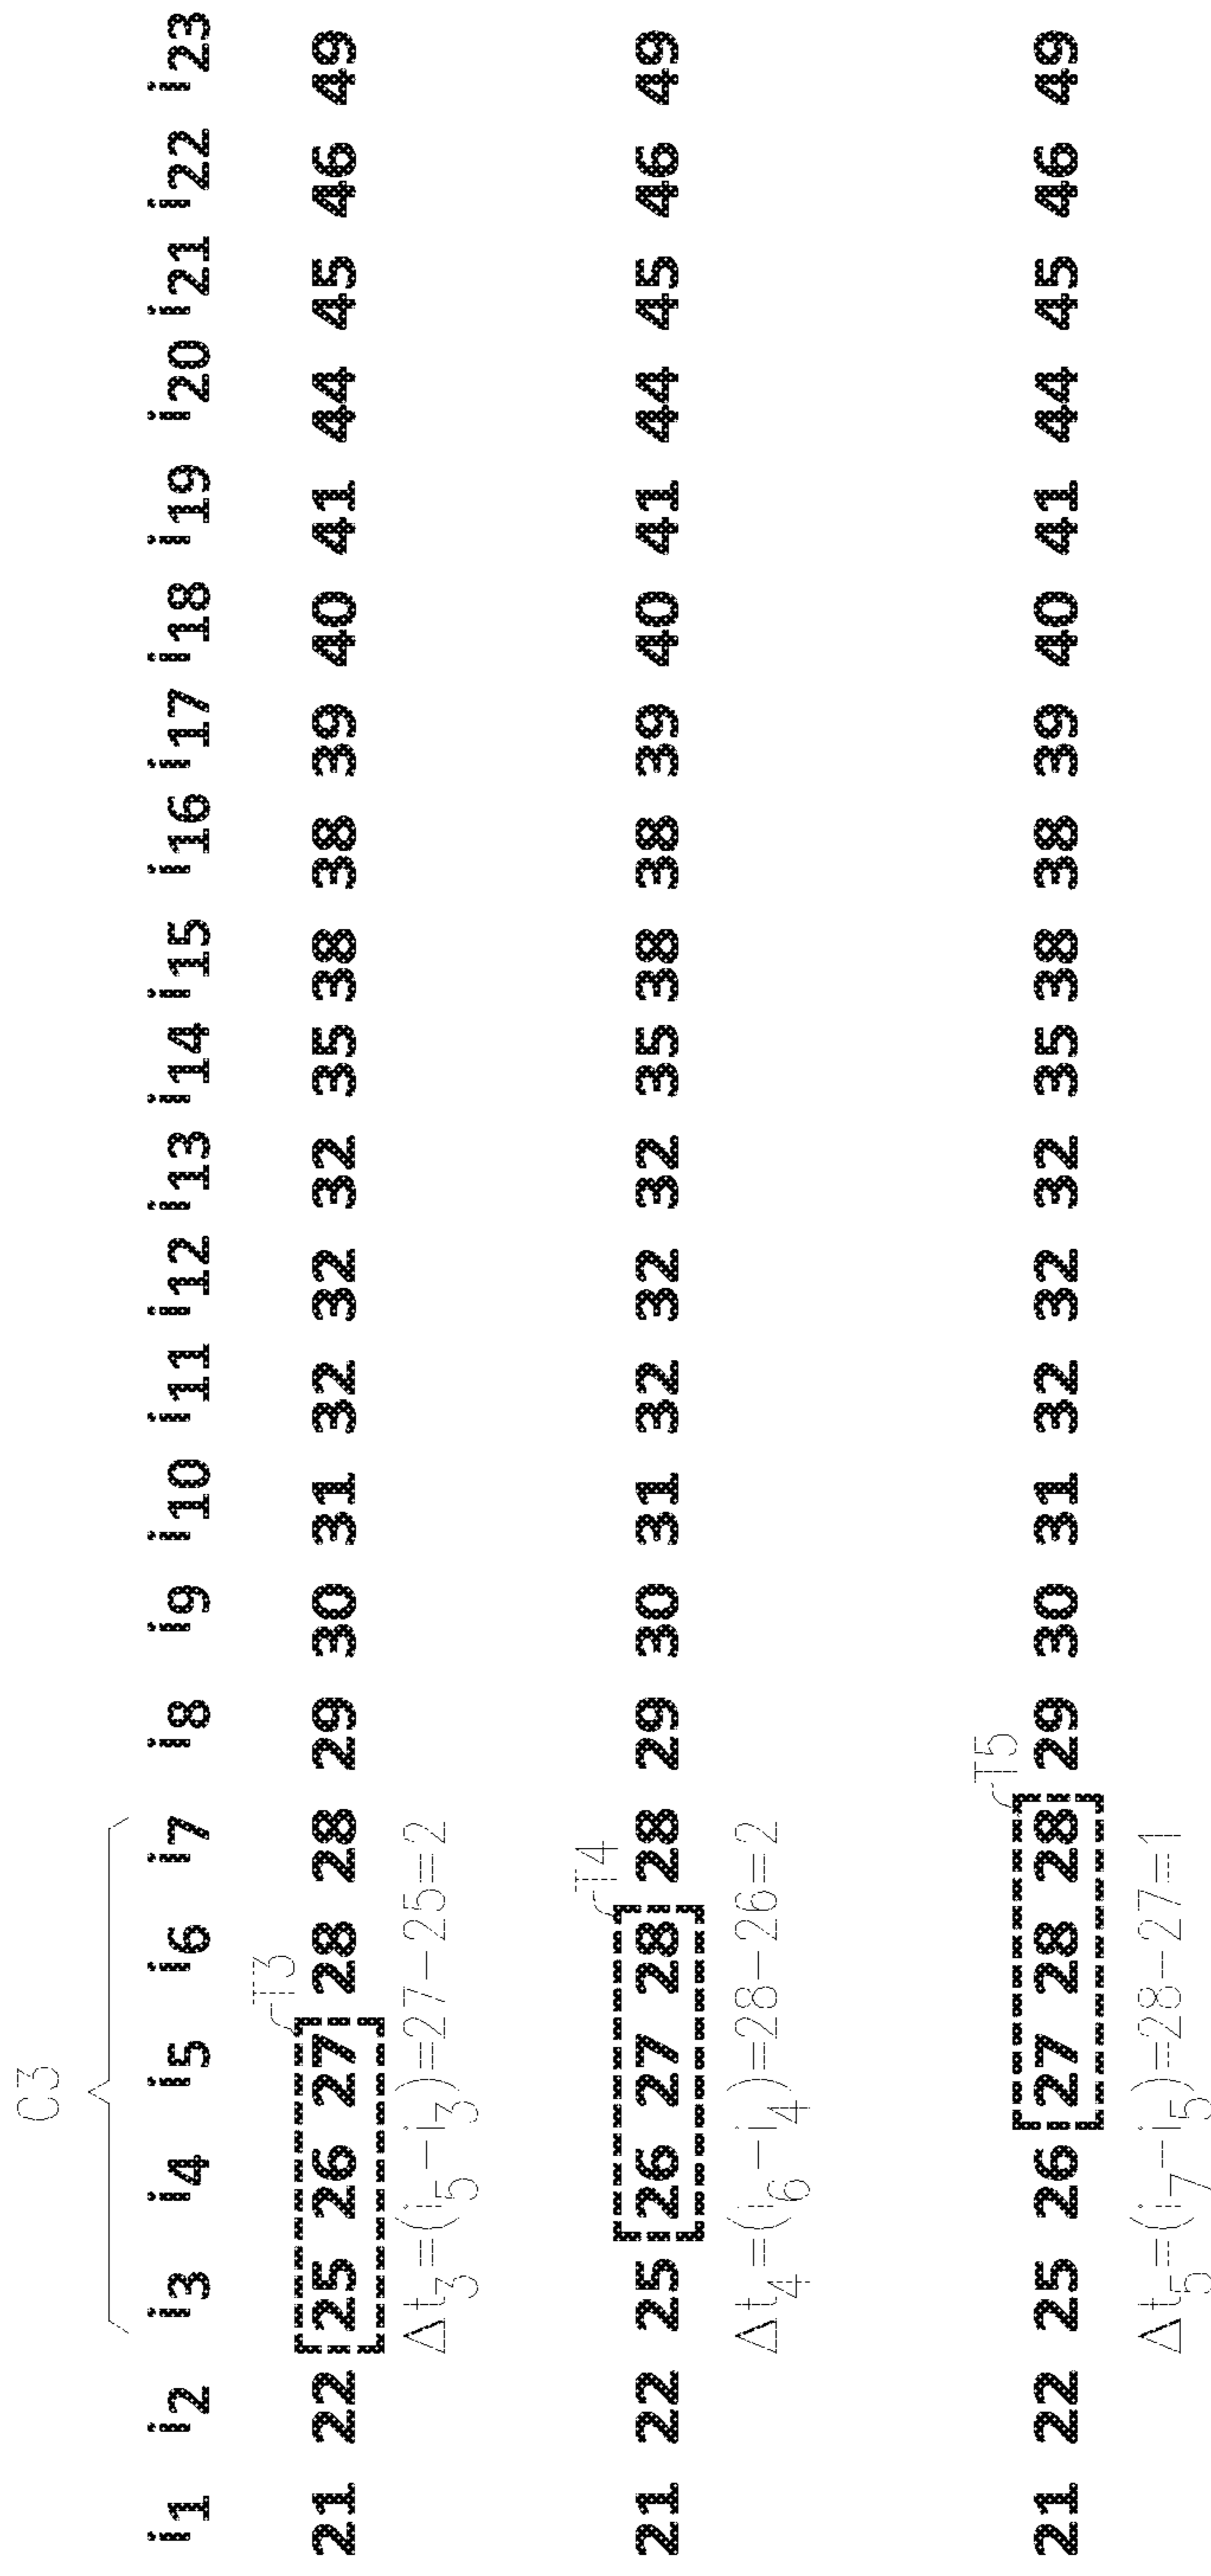 C3
i1 i2 i3 i4 i5 i6 i7 i8 i9 i10 i11 i12 i13 i14 i15 i16 i17 i18 i19 i20 i21 i22 i23
T3
21 22 25 26 27 28 28 29 30 31 32 32 32 35 38 38 39 40 41 44 45 46 49
Δt3=(i5-i3)=27-25=2
T4
21 22 25 26 27 28 28 29 30 31 32 32 32 35 38 38 39 40 41 44 45 46 49
Δt4=(i6-i4)=28-26=2
T5
21 22 25 26 27 28 28 29 30 31 32 32 32 35 38 38 39 40 41 44 45 46 49
Δt5=(i7-i5)=28-27=1